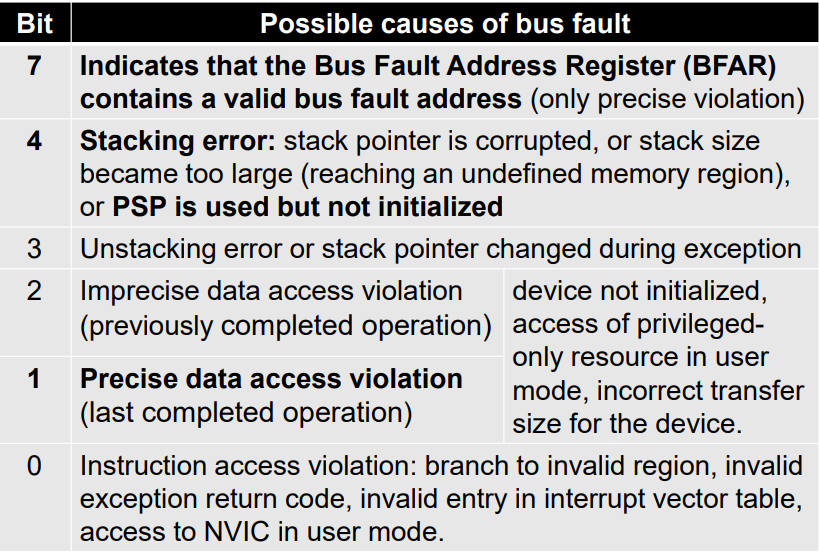 Bit Possible causes of bus fault
7 Indicates that the Bus Fault Address Register (BFAR)
contains a valid bus fault address (only precise violation)
4 Stacking error: stack pointer is corrupted, or stack size
became too large (reaching an undefined memory region),
or PSP is used but not initialized
3 Unstacking error or stack pointer changed during exception
2 Imprecise data access violation
(previously completed operation)
1 Precise data access violation
(last completed operation)
device not initialized,
access of privileged-
only resource in user
mode, incorrect transfer
size for the device.
0 Instruction access violation: branch to invalid region, invalid
exception return code, invalid entry in interrupt vector table,
access to NVIC in user mode.